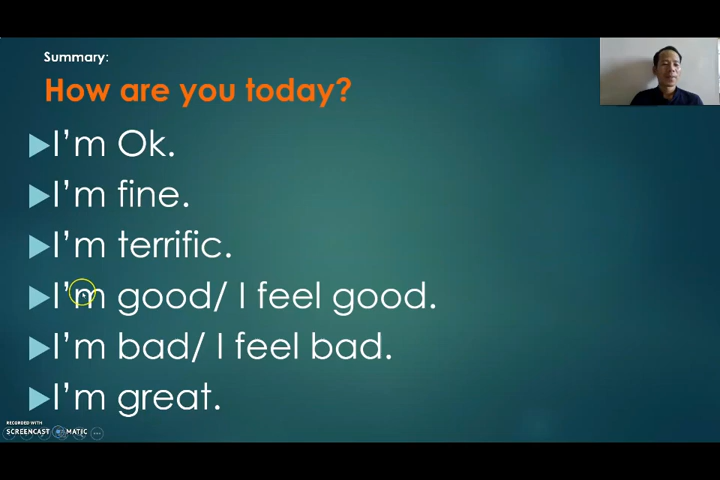 Summary:
How are you today?
I'm Ok.
I'm fine.
I'm terrific.
I'm good/ I feel good.
I'm bad/ I feel bad.
I'm great.
RECORDED WITH
SCREENCAST MATIC